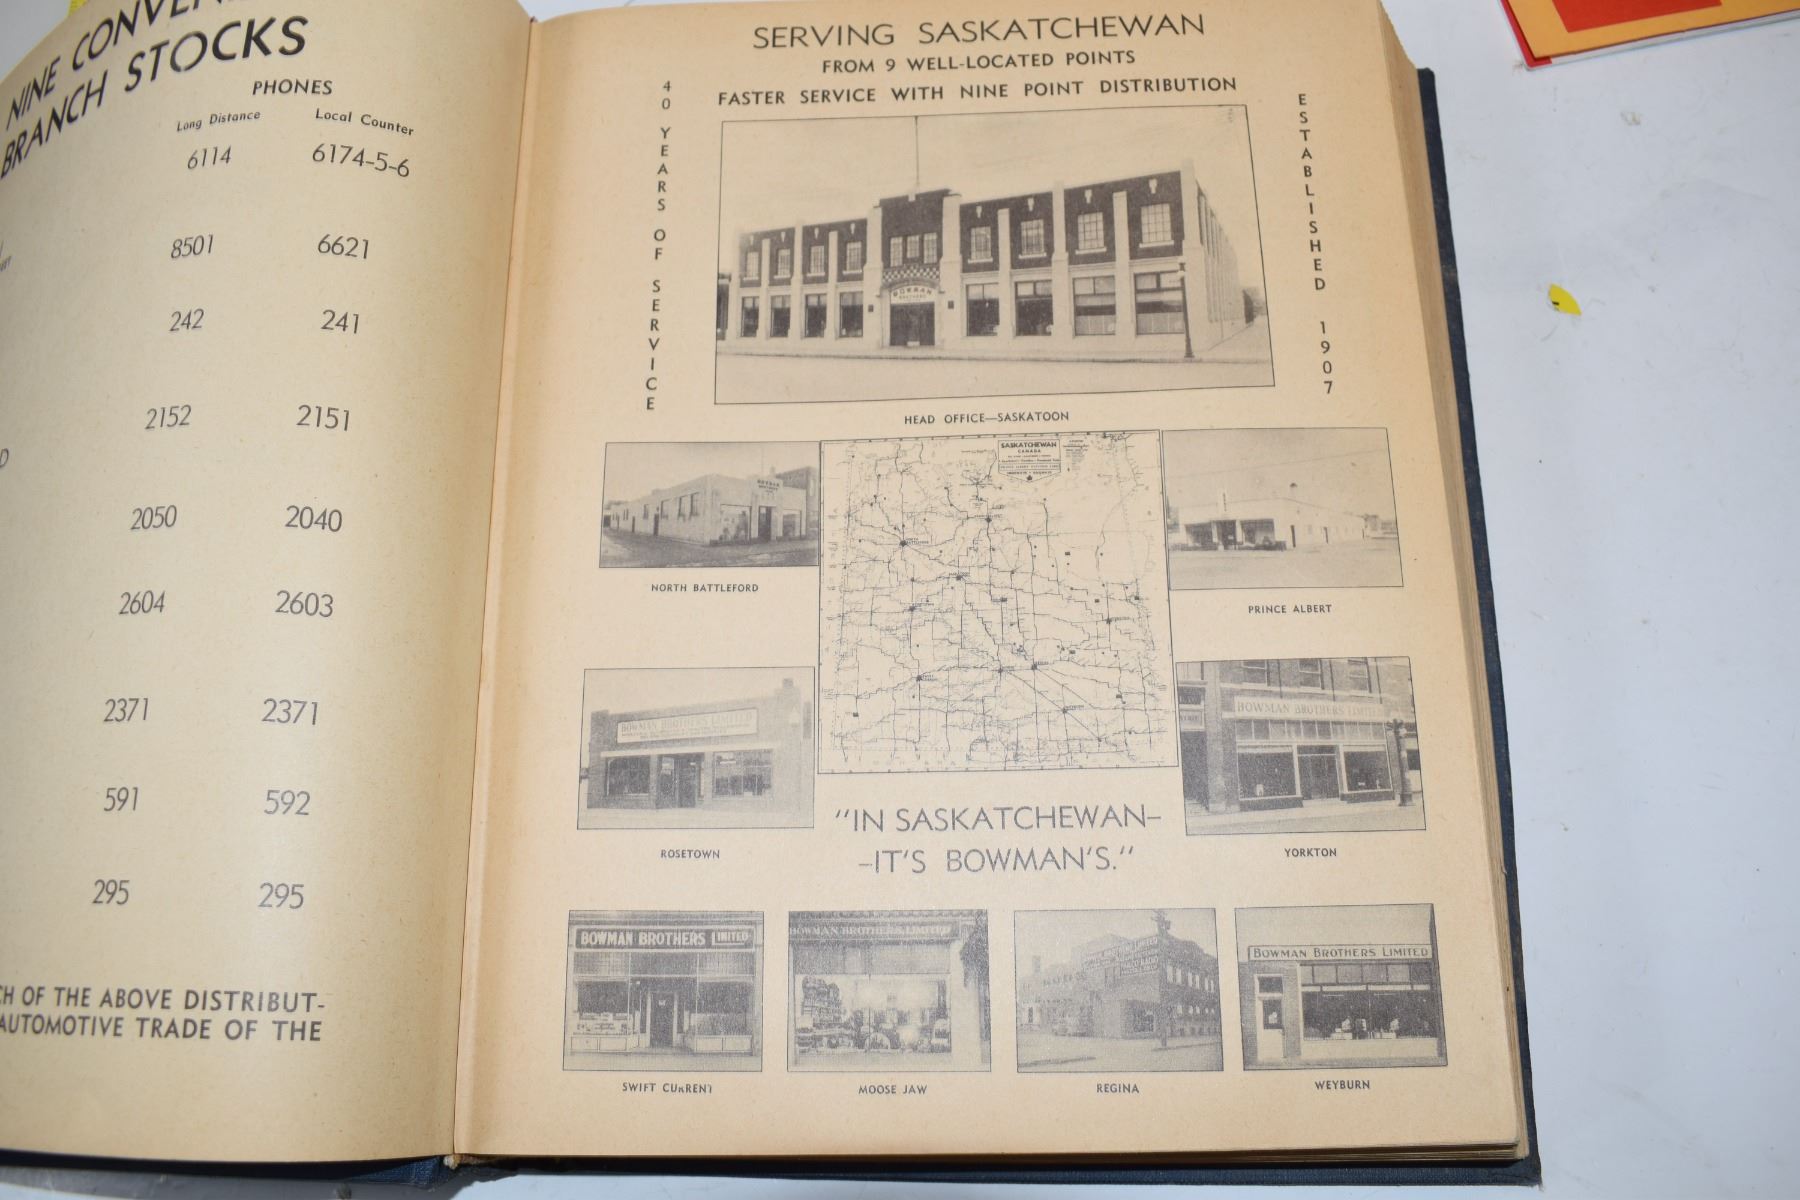 NINE CONVEN
BRANCH STOCKS
PHONES
Long Distance Local Counter
6114 6174-5-6
8501 6621
242 241
2152 2151
D
2050 2040
2604 2603
2371 2371
591 592
295 295
CH OF THE ABOVE DISTRIBUT-
AUTOMOTIVE TRADE OF THE
SERVING SASKATCHEWAN
FROM 9 WELL-LOCATED POINTS
FASTER SERVICE WITH NINE POINT DISTRIBUTION
40 YEARS OF SERVICE
ESTABLISHED 1907
BOWMAN
BROTHERS
HEAD OFFICE—SASKATOON
BOWMAN
SASKATCHEWAN
CANADA
NORTH BATTLEFORD
PRINCE ALBERT
BOWMAN BROTHERS LIMITED
BOWMAN BROTHERS LIMITED
ROSETOWN
YORKTON
"IN SASKATCHEWAN–
–IT'S BOWMAN'S."
BOWMAN BROTHERS LIMITED
BOWMAN BROTHERS LIMITED
BOWMAN BROTHERS LIMITED
SWIFT CURRENT
MOOSE JAW
REGINA
WEYBURN